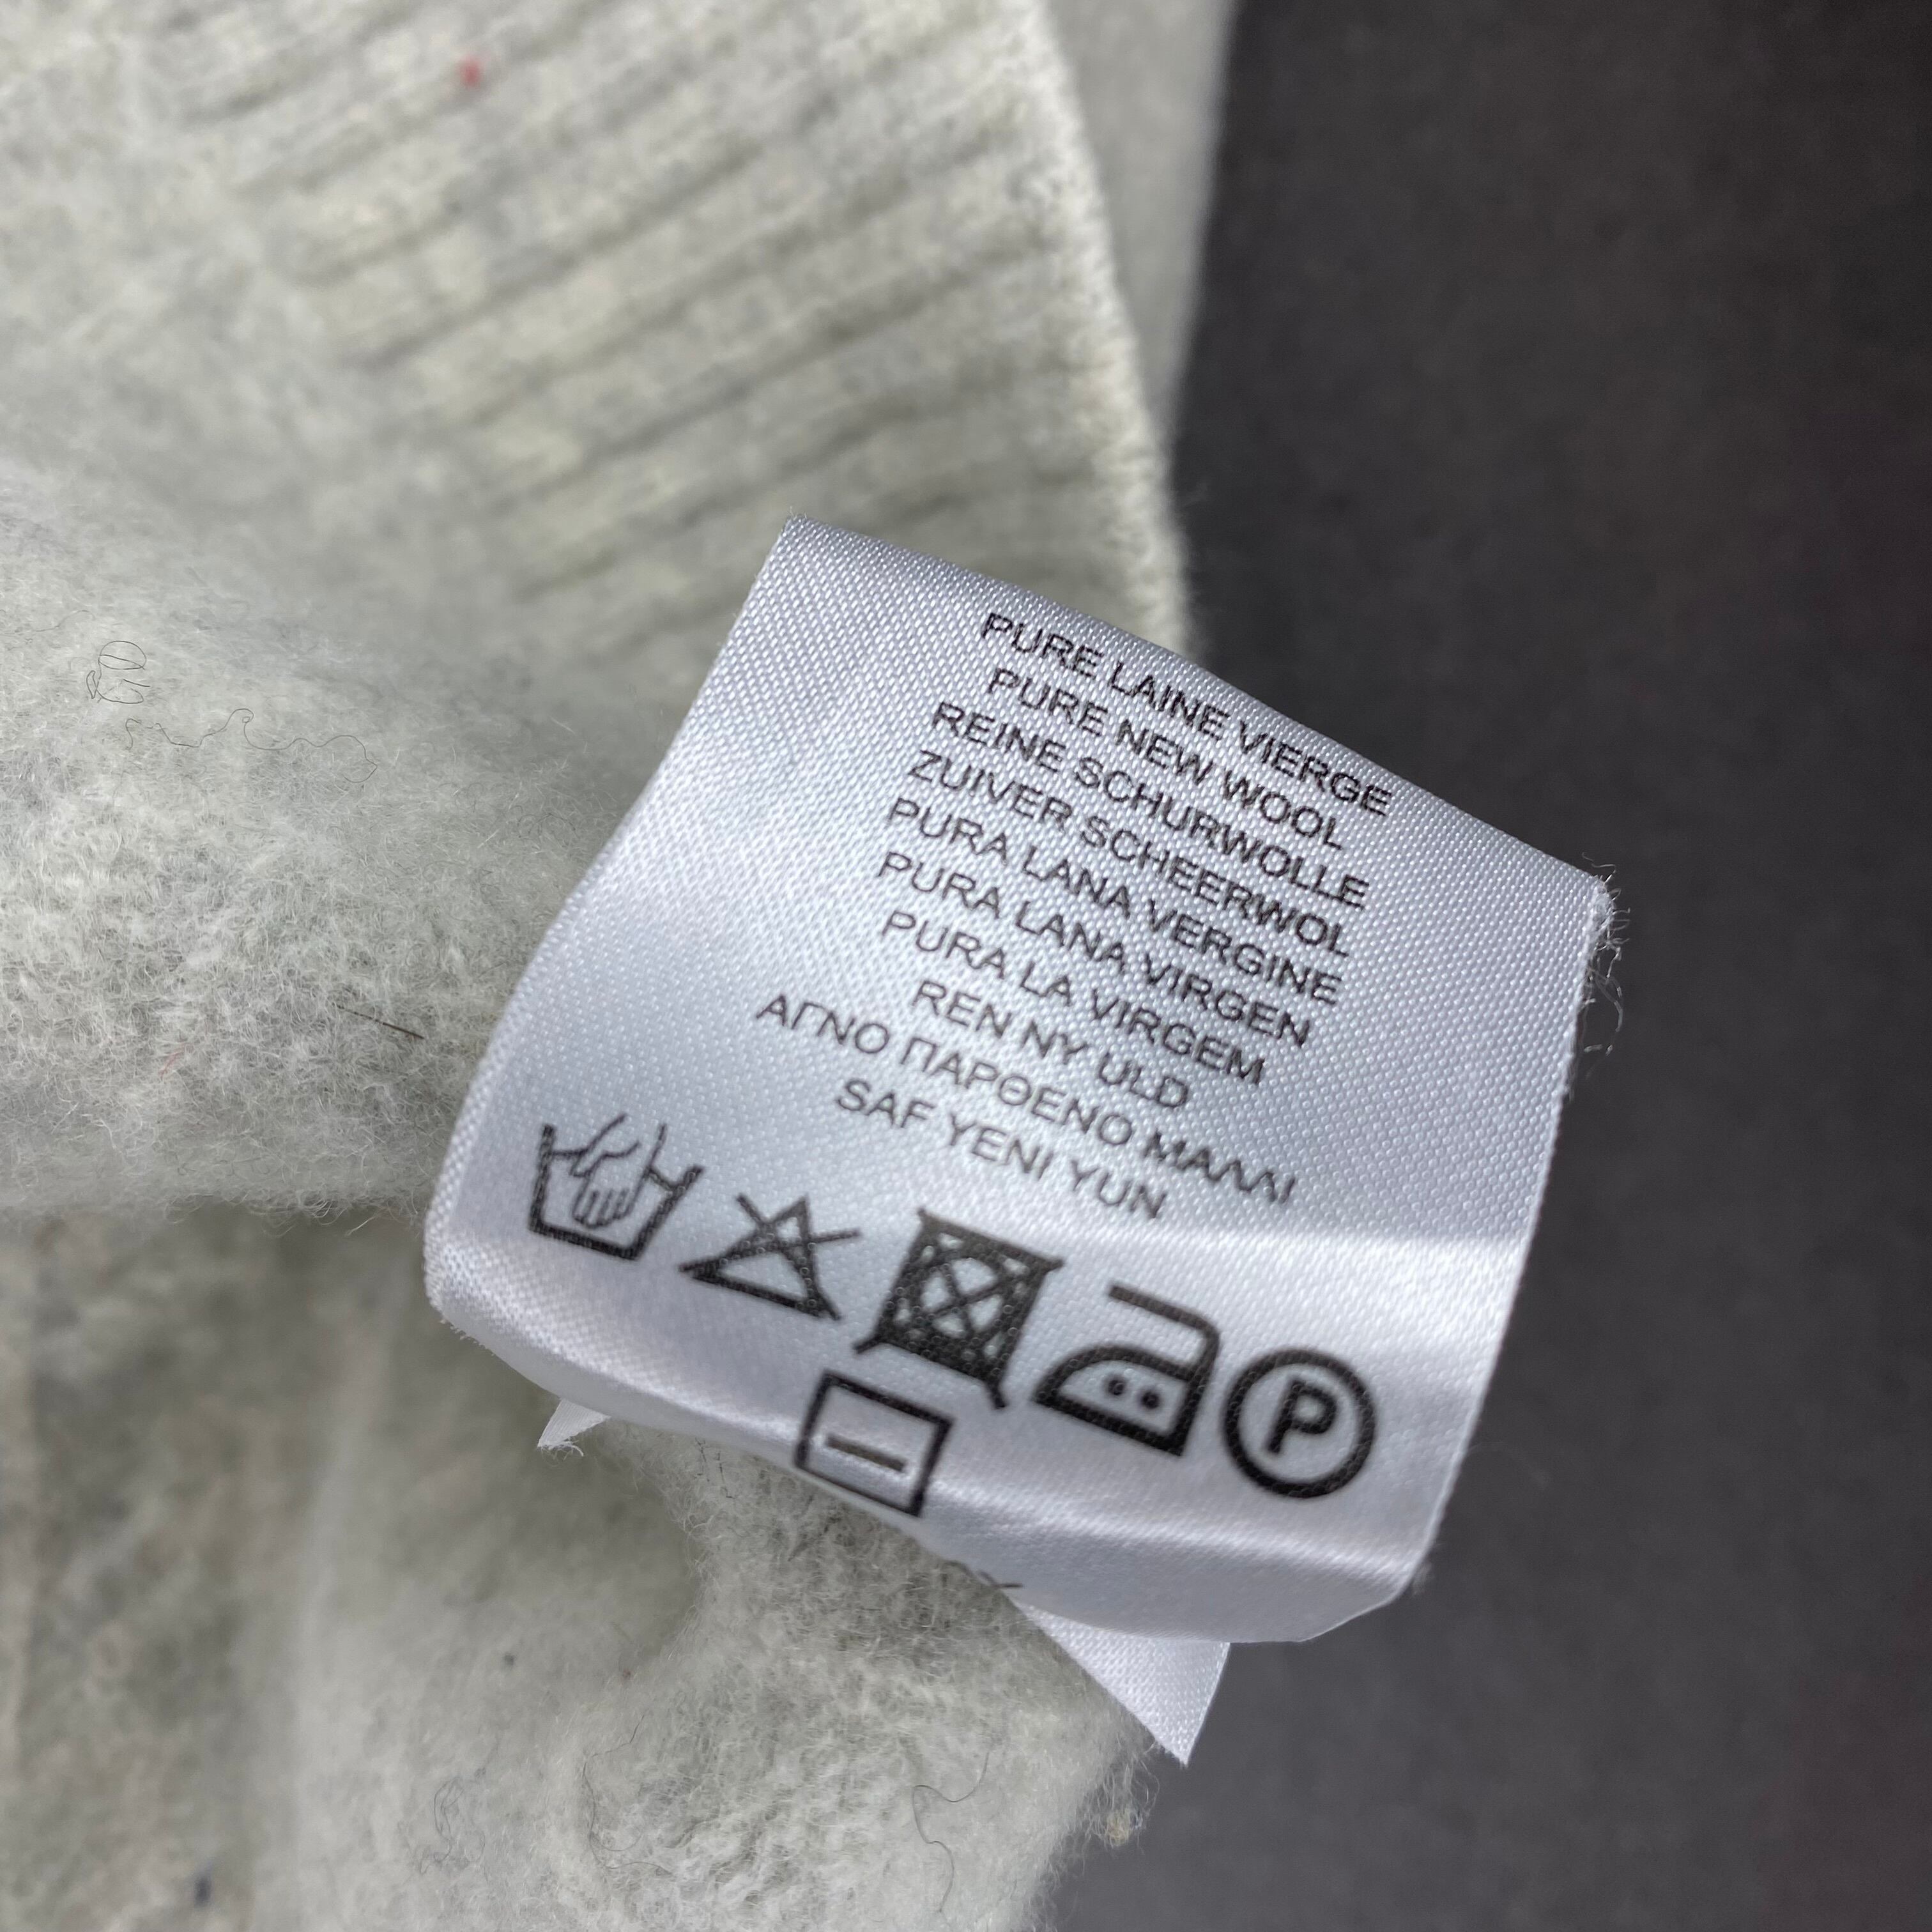 PURE LAINE VIERGE
PURE NEW WOOL
REINE SCHURWOLLE
ZUIVER SCHEERWOL
PURA LANA VERGINE
PURA LANA VIRGEN
PURA LA VIRGEM
REN NY ULD
ΑΓΝΟ ΠΑΡΘΕΝΟ ΜΑΛΛΙ
SAF YENI YUN
P